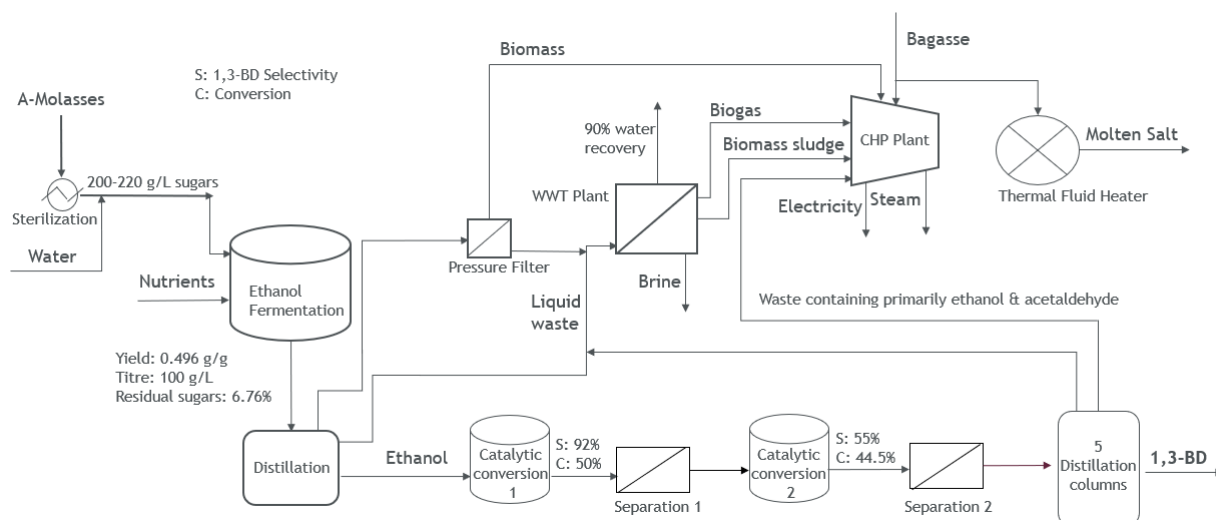 Biomass
Bagasse
S: 1,3-BD Selectivity
C: Conversion
A-Molasses
90% water
recovery
Biogas
Biomass sludge
CHP Plant
Molten Salt
200-220 g/L sugars
Sterilization
WWT Plant
Electricity
Steam
Thermal Fluid Heater
Water
Nutrients
Ethanol
Fermentation
Pressure Filter
Brine
Liquid
waste
Waste containing primarily ethanol & acetaldehyde
Yield: 0.496 g/g
Titre: 100 g/L
Residual sugars: 6.76%
Distillation
Ethanol
Catalytic
conversion
1
S: 92%
C: 50%
Separation 1
Catalytic
conversion
2
S: 55%
C: 44.5%
Separation 2
5
Distillation
columns
1,3-BD